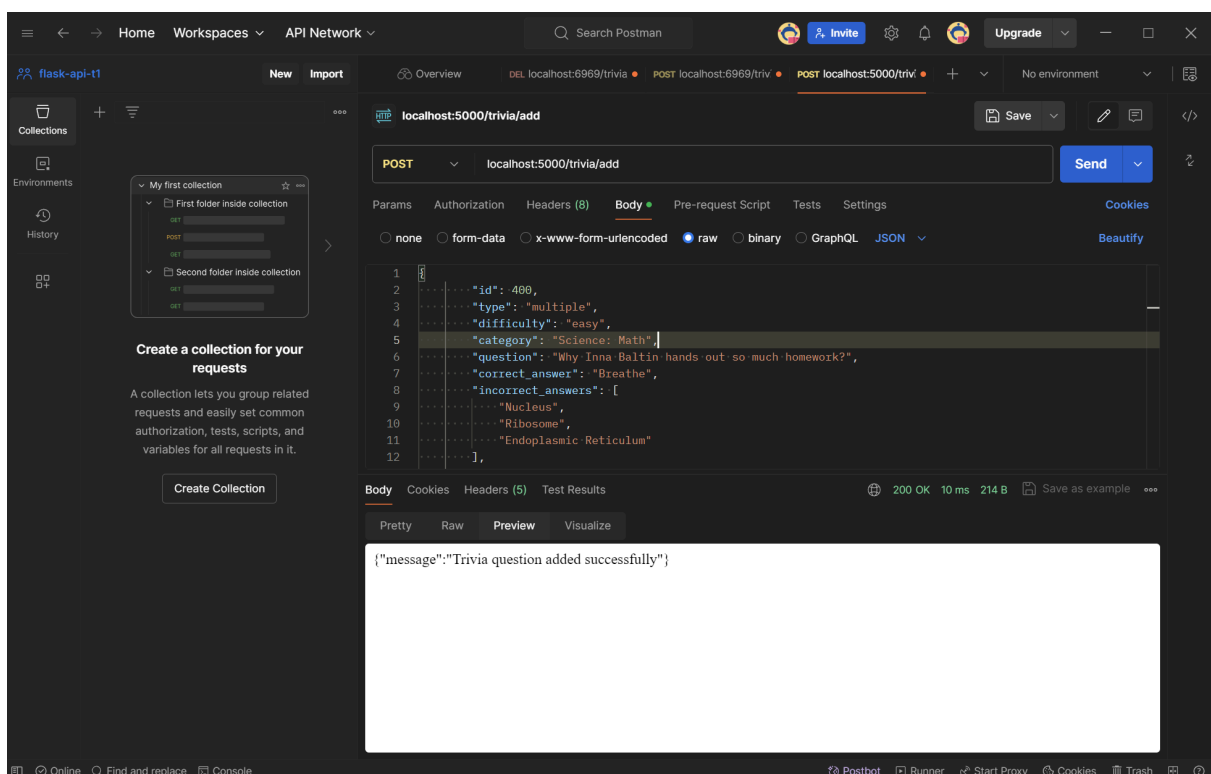 Home Workspaces API Network Search Postman Invite Upgrade
flask-api-t1 New Import Overview DEL localhost:6969/trivia POST localhost:6969/triv POST localhost:5000/trivi No environment
Collections
Environments
History
My first collection
First folder inside collection
GET
POST
GET
Second folder inside collection
GET
GET
Create a collection for your
requests
A collection lets you group related
requests and easily set common
authorization, tests, scripts, and
variables for all requests in it.
Create Collection
HTTP localhost:5000/trivia/add Save
POST localhost:5000/trivia/add Send
Params Authorization Headers (8) Body Pre-request Script Tests Settings Cookies
none form-data x-www-form-urlencoded raw binary GraphQL JSON Beautify
1 {
2 "id": 400,
3 "type": "multiple",
4 "difficulty": "easy",
5 "category": "Science: Math",
6 "question": "Why Inna Baltin hands out so much homework?",
7 "correct_answer": "Breathe",
8 "incorrect_answers": [
9 "Nucleus",
10 "Ribosome",
11 "Endoplasmic Reticulum"
12 ],
Body Cookies Headers (5) Test Results 200 OK 10 ms 214 B Save as example
Pretty Raw Preview Visualize
{"message":"Trivia question added successfully"}
Online Find and replace Console Postbot Runner Start Proxy Cookies Trash